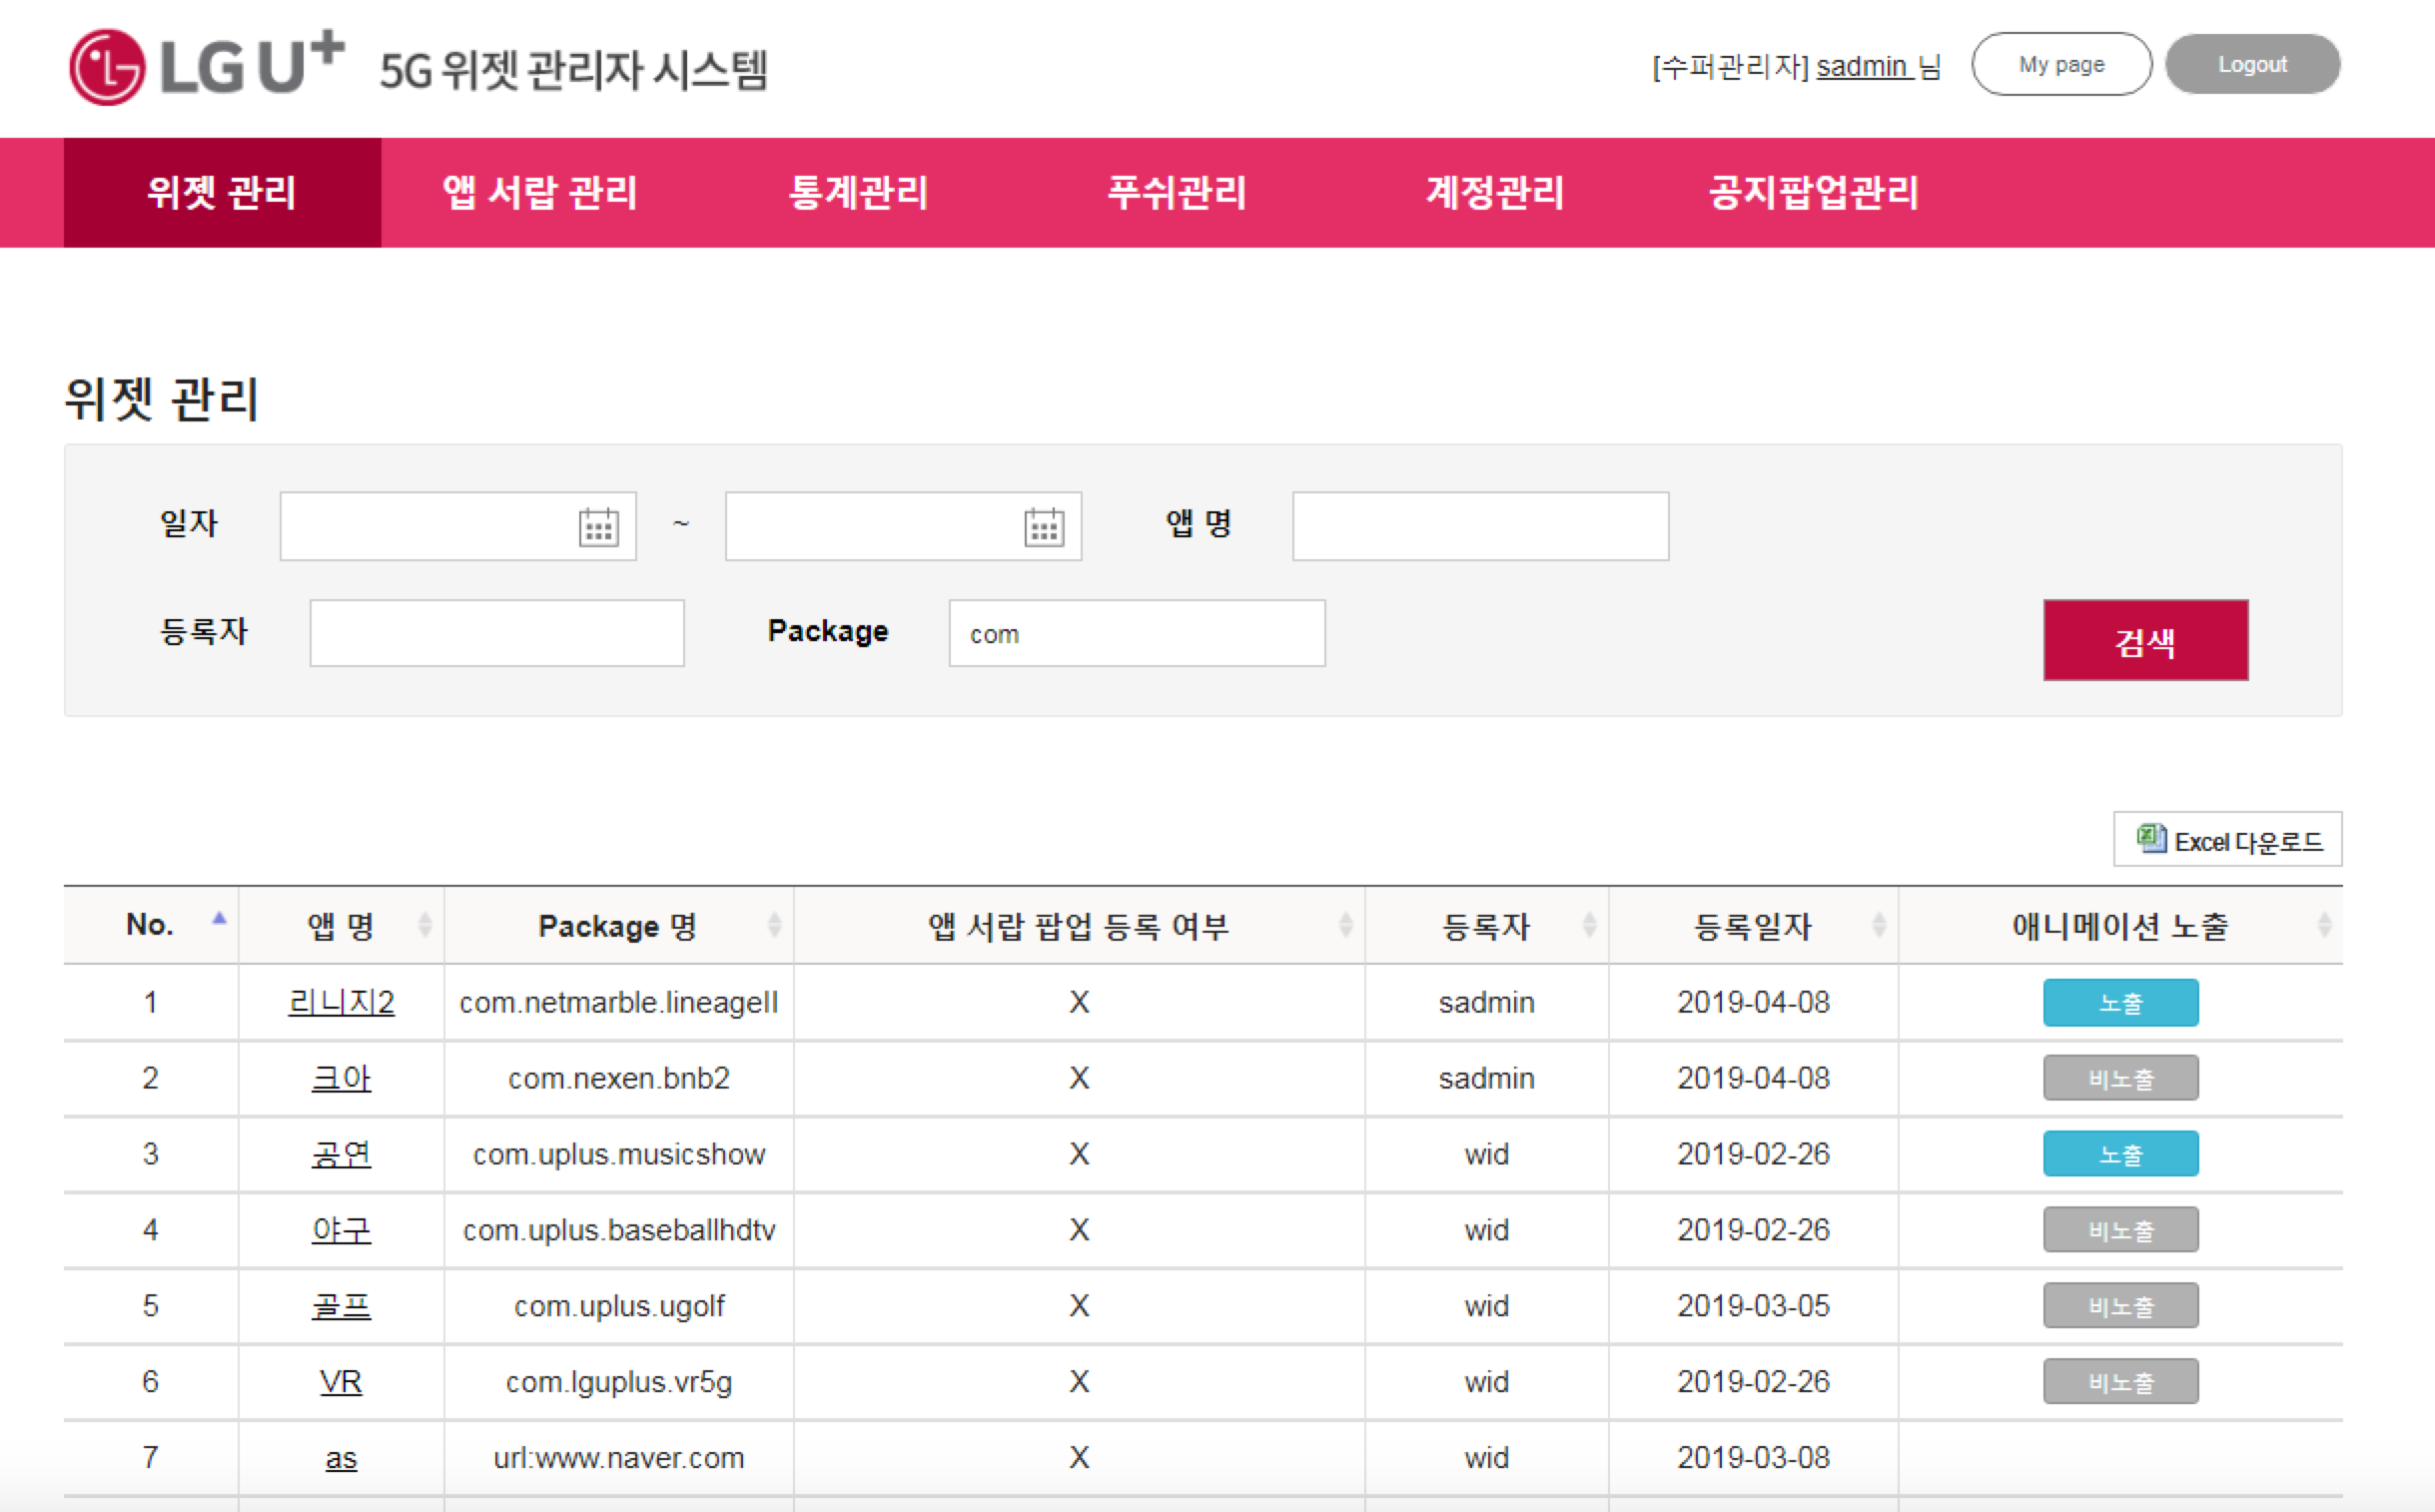 LG U+ 5G 위젯 관리자 시스템
[수퍼관리자] sadmin 님 My page Logout
위젯 관리 앱 서랍 관리 통계관리 푸쉬관리 계정관리 공지팝업관리
위젯 관리
일자 ~ 앱 명
등록자 Package com 검색
Excel 다운로드
No. 앱 명 Package 명 앱 서랍 팝업 등록 여부 등록자 등록일자 애니메이션 노출
1 리니지2 com.netmarble.lineageII X sadmin 2019-04-08 노출
2 크아 com.nexen.bnb2 X sadmin 2019-04-08 비노출
3 공연 com.uplus.musicshow X wid 2019-02-26 노출
4 야구 com.uplus.baseballhdtv X wid 2019-02-26 비노출
5 골프 com.uplus.ugolf X wid 2019-03-05 비노출
6 VR com.lguplus.vr5g X wid 2019-02-26 비노출
7 as url:www.naver.com X wid 2019-03-08